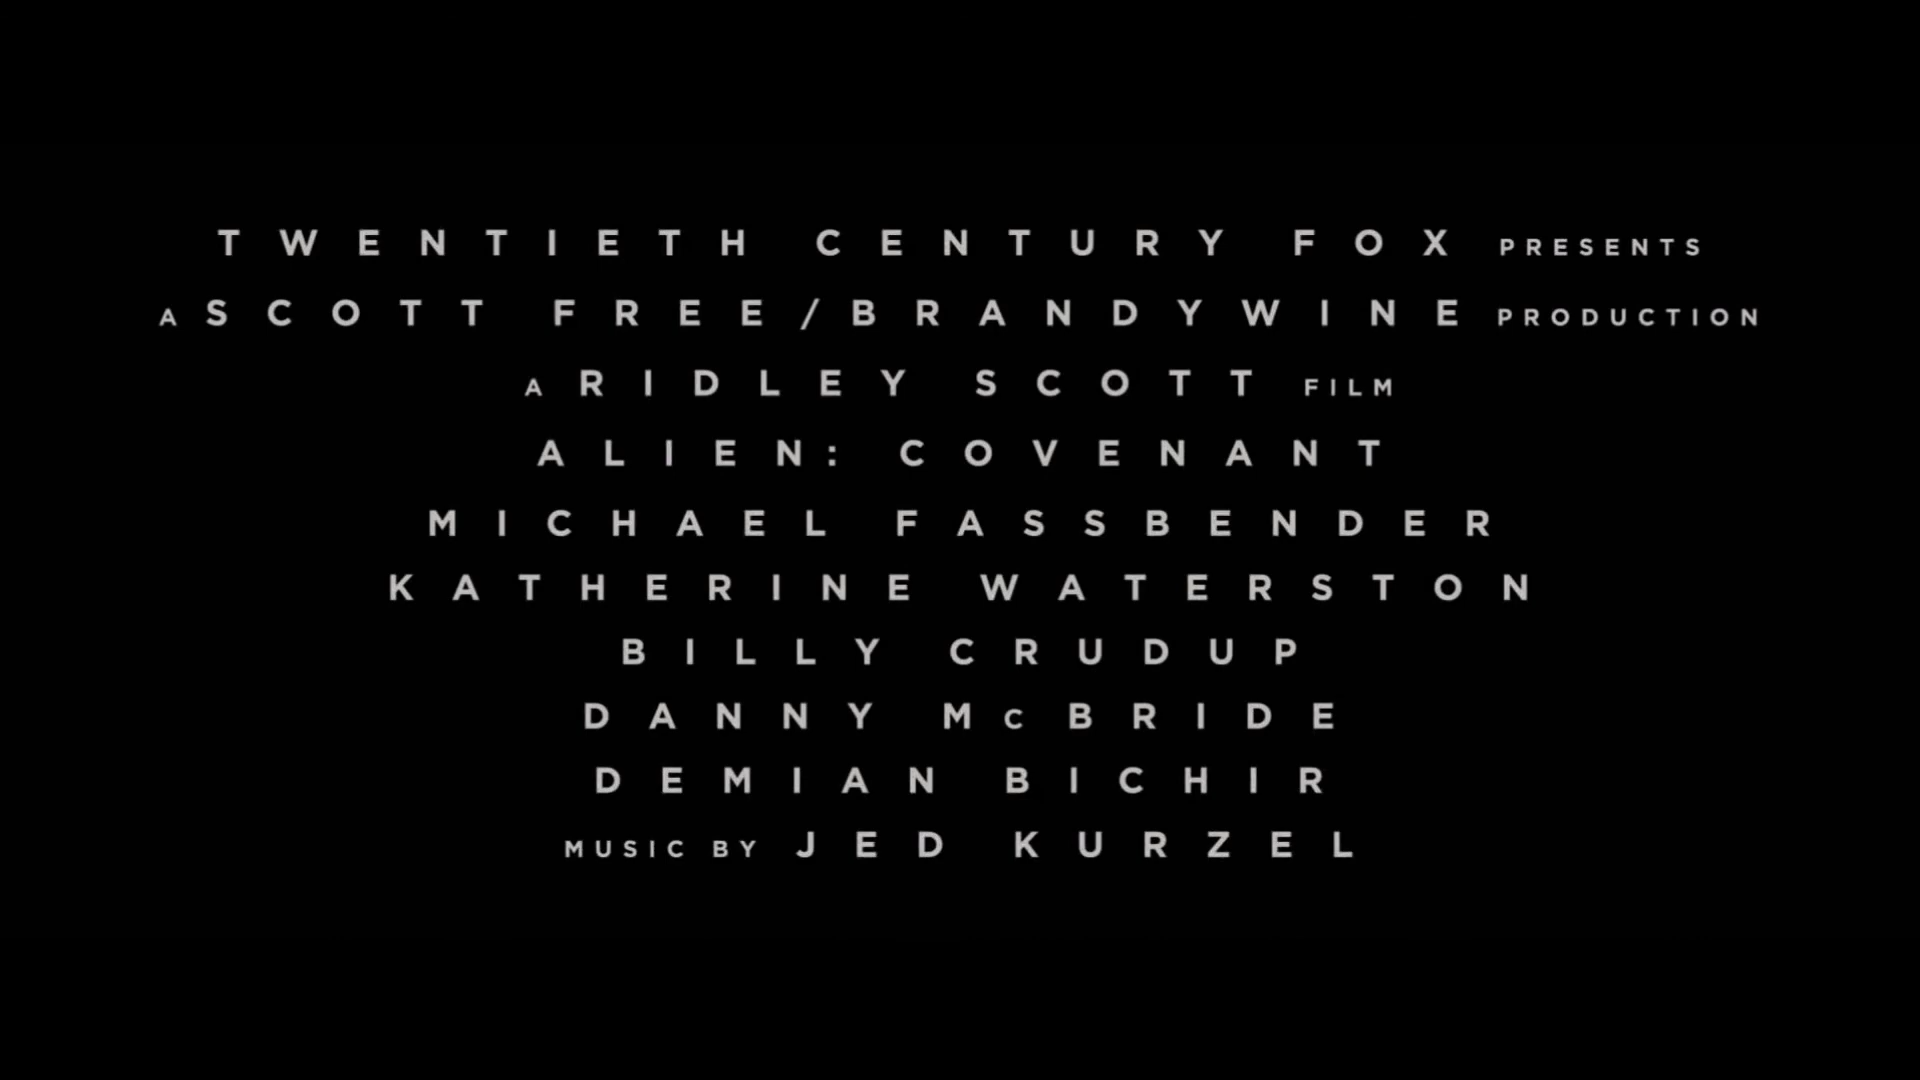 TWENTIETH CENTURY FOX PRESENTS
A SCOTT FREE/BRANDYWINE PRODUCTION
A RIDLEY SCOTT FILM
ALIEN: COVENANT
MICHAEL FASSBENDER
KATHERINE WATERSTON
BILLY CRUDUP
DANNY McBRIDE
DEMIAN BICHIR
MUSIC BY JED KURZEL